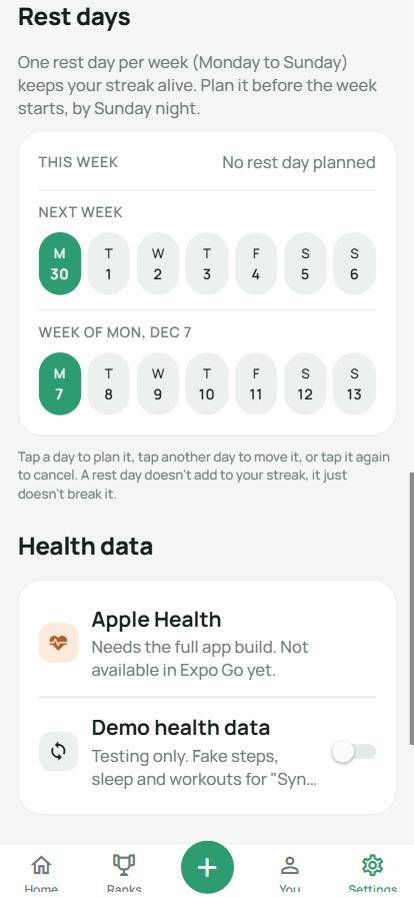 Rest days
One rest day per week (Monday to Sunday)
keeps your streak alive. Plan it before the week
starts, by Sunday night.
THIS WEEK No rest day planned
NEXT WEEK
M T W T F S S
30 1 2 3 4 5 6
WEEK OF MON, DEC 7
M T W T F S S
7 8 9 10 11 12 13
Tap a day to plan it, tap another day to move it, or tap it again
to cancel. A rest day doesn't add to your streak, it just
doesn't break it.
Health data
Apple Health
Needs the full app build. Not
available in Expo Go yet.
Demo health data
Testing only. Fake steps,
sleep and workouts for "Syn...
Home Ranks You Settings